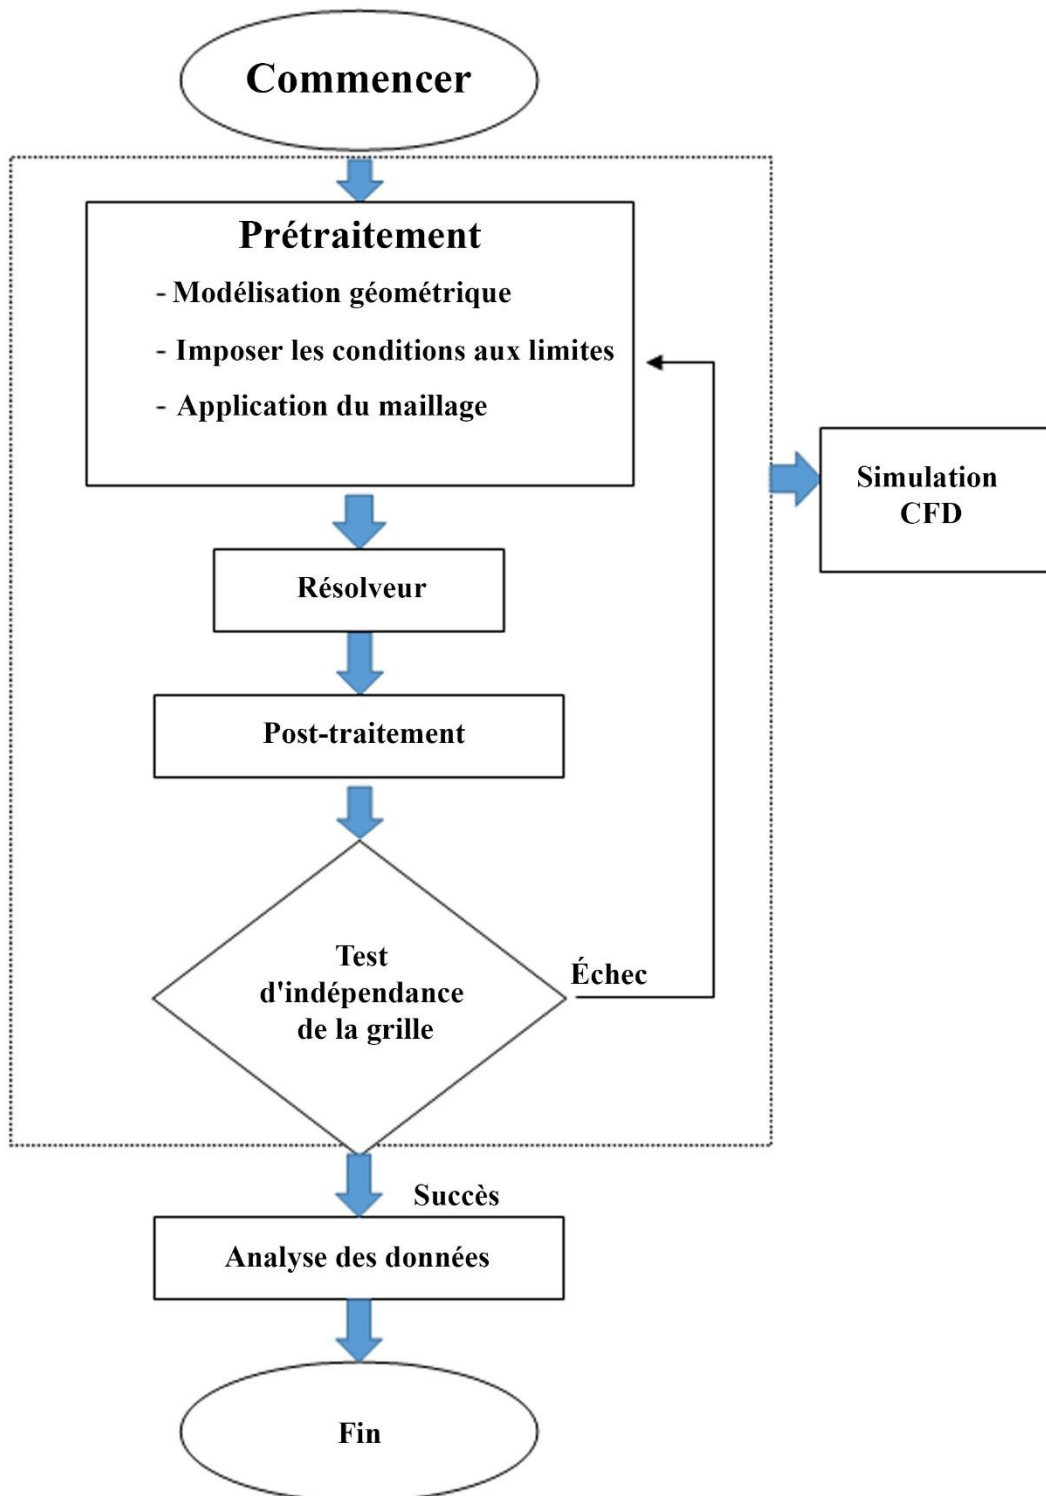 Commencer
Prétraitement
- Modélisation géométrique
- Imposer les conditions aux limites
- Application du maillage
Simulation
CFD
Résolveur
Post-traitement
Test
d'indépendance
de la grille
Échec
Succès
Analyse des données
Fin